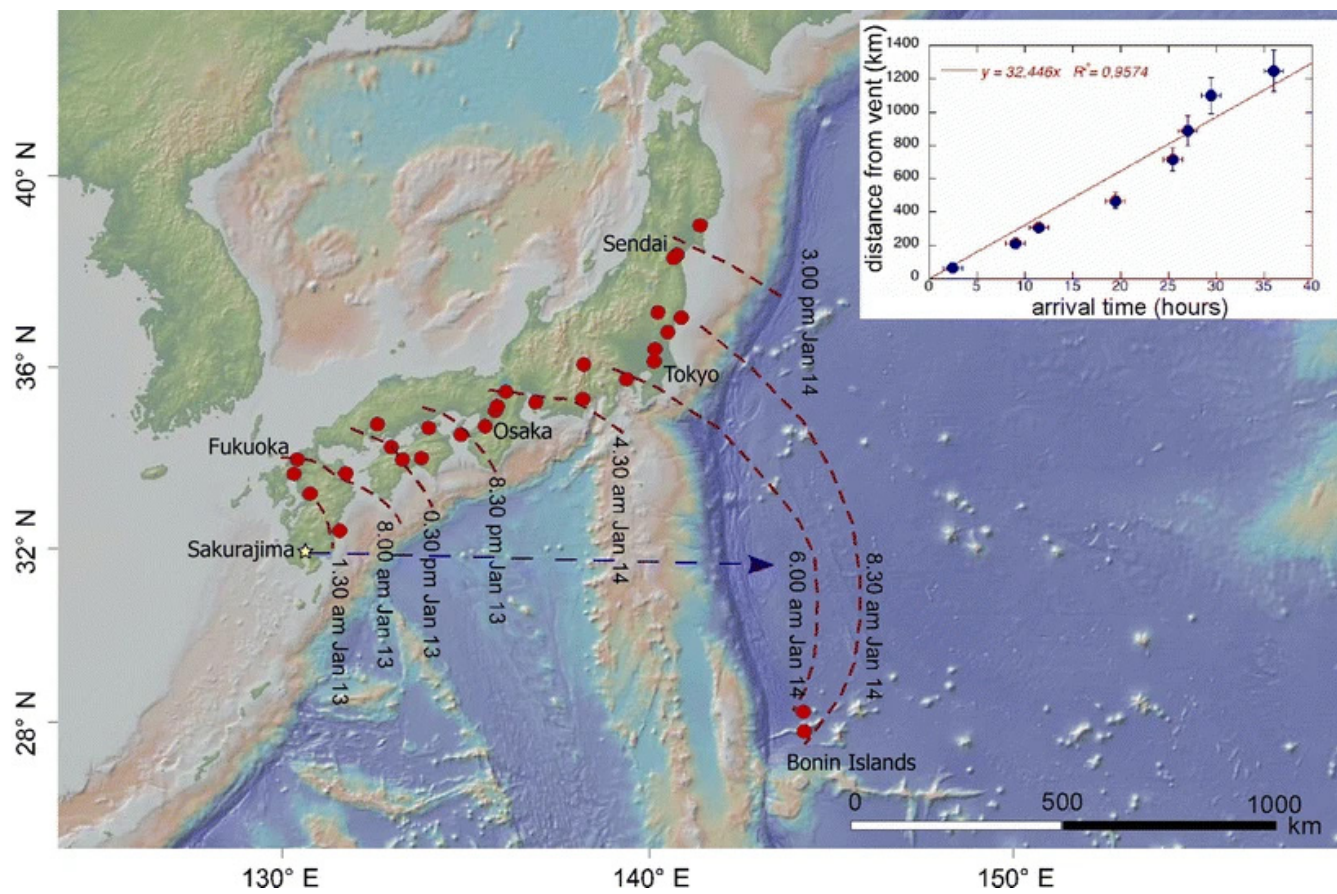 1400
1200
1000
800
600
400
200
0
distance from vent (km)
y = 32.446x R² = 0.9574
0 5 10 15 20 25 30 35 40
arrival time (hours)
40° N
36° N
32° N
28° N
Sendai
Tokyo
Osaka
Fukuoka
Sakurajima
Bonin Islands
1.30 am Jan 13
8.00 am Jan 13
0.30 pm Jan 13
8.30 pm Jan 13
4.30 am Jan 14
6.00 am Jan 14
8.30 am Jan 14
3.00 pm Jan 14
0 500 1000
km
130° E 140° E 150° E